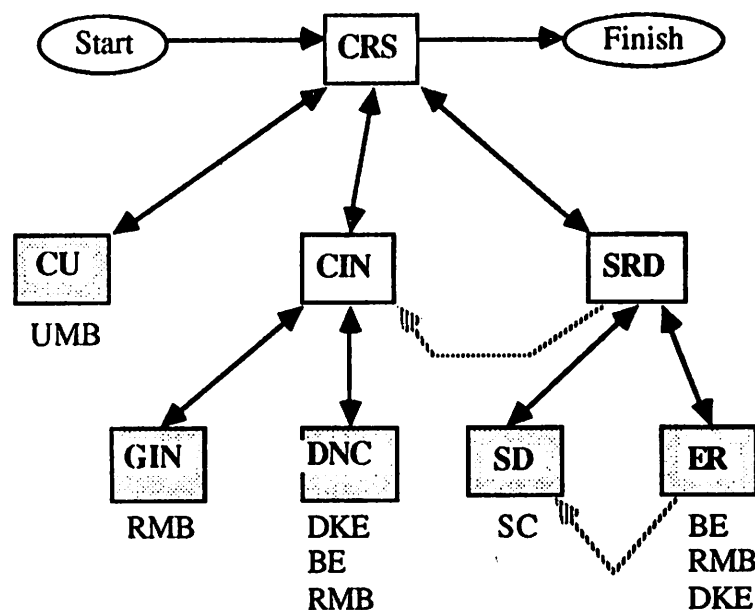 Start
CRS
Finish
CU
CIN
SRD
UMB
GIN
DNC
SD
ER
RMB
DKE
BE
RMB
SC
BE
RMB
DKE